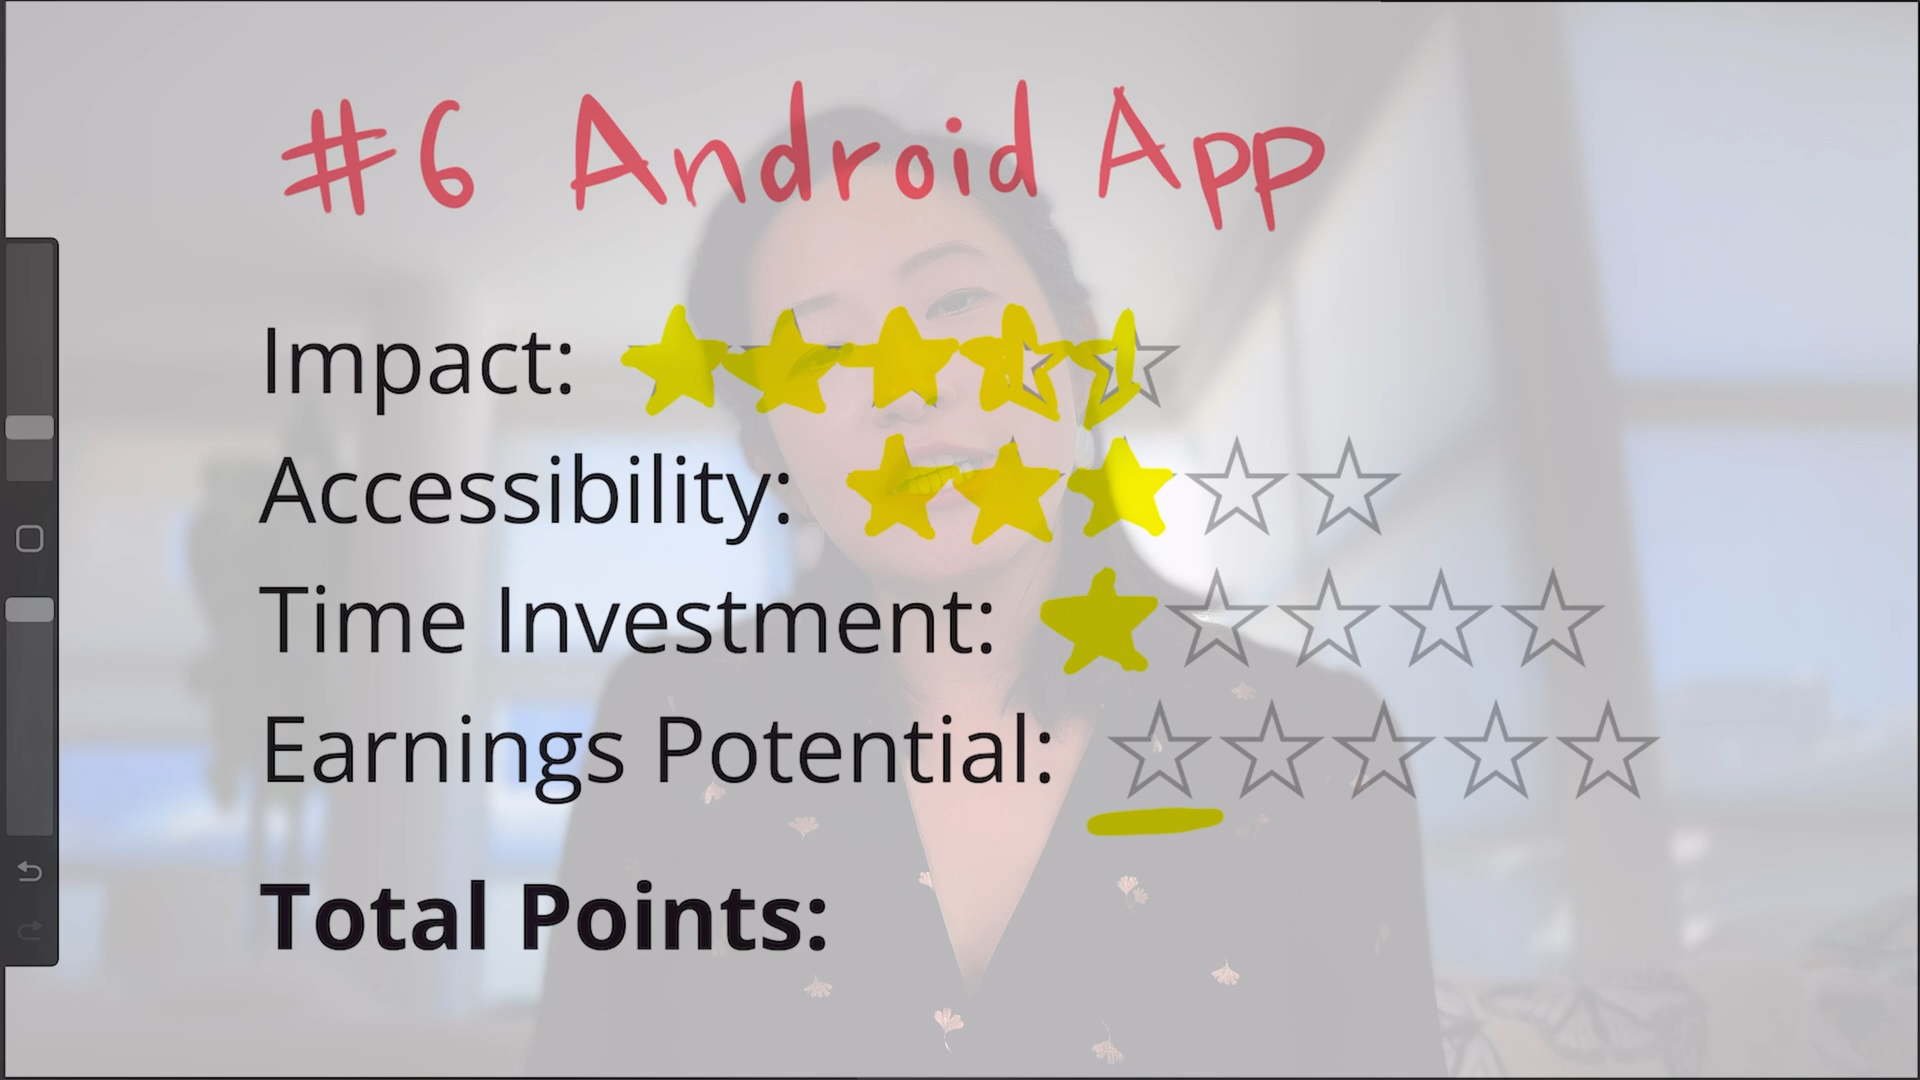 #6 Android App
Impact:
Accessibility:
Time Investment:
Earnings Potential:
Total Points: